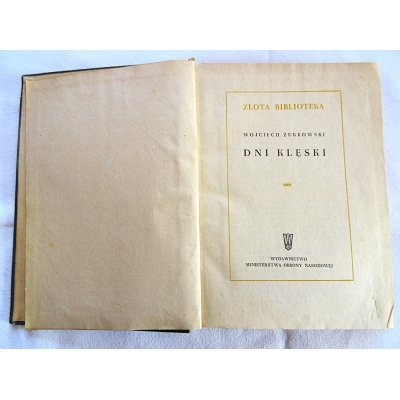 ZŁOTA BIBLIOTEKA
WOJCIECH ŻUKROWSKI
DNI KLĘSKI
WYDAWNICTWO
MINISTERSTWA OBRONY NARODOWEJ